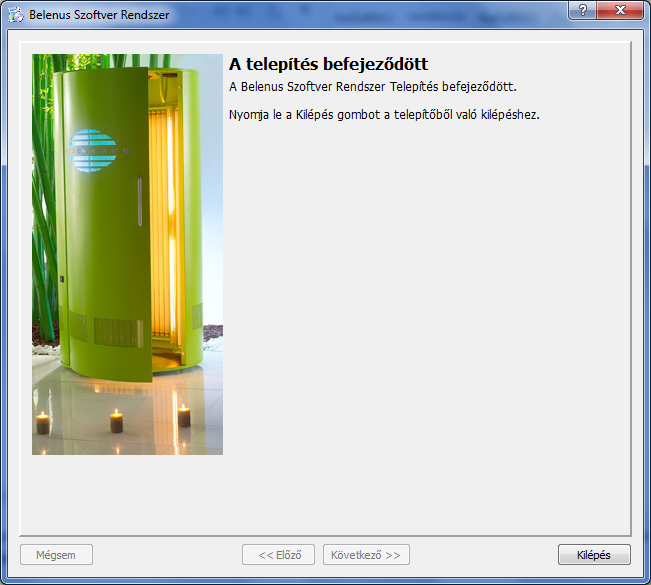 Belenus Szoftver Rendszer
A telepítés befejeződött
A Belenus Szoftver Rendszer Telepítés befejeződött.
Nyomja le a Kilépés gombot a telepítőből való kilépéshez.
Mégsem
<< Előző
Következő >>
Kilépés